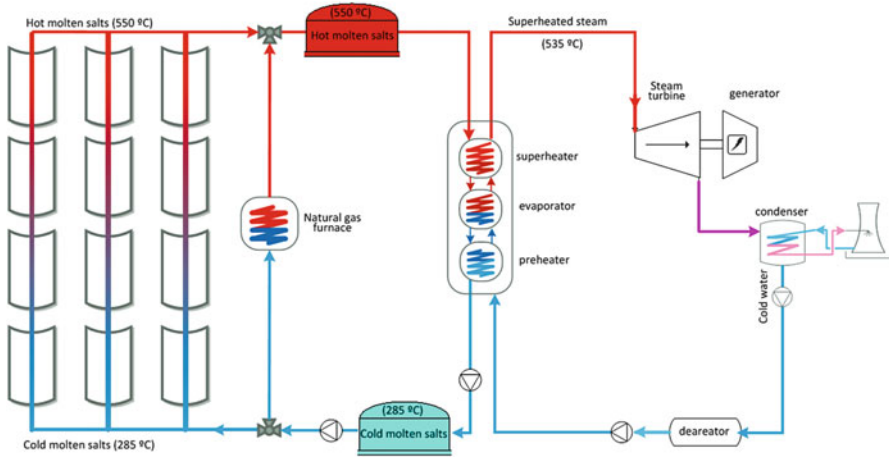 Hot molten salts (550 ºC)
(550 ºC)
Hot molten salts
Superheated steam
(535 ºC)
Steam
turbine
generator
superheater
evaporator
preheater
Natural gas
furnace
condenser
Cold water
(285 ºC)
Cold molten salts
Cold molten salts (285 ºC)
deareator